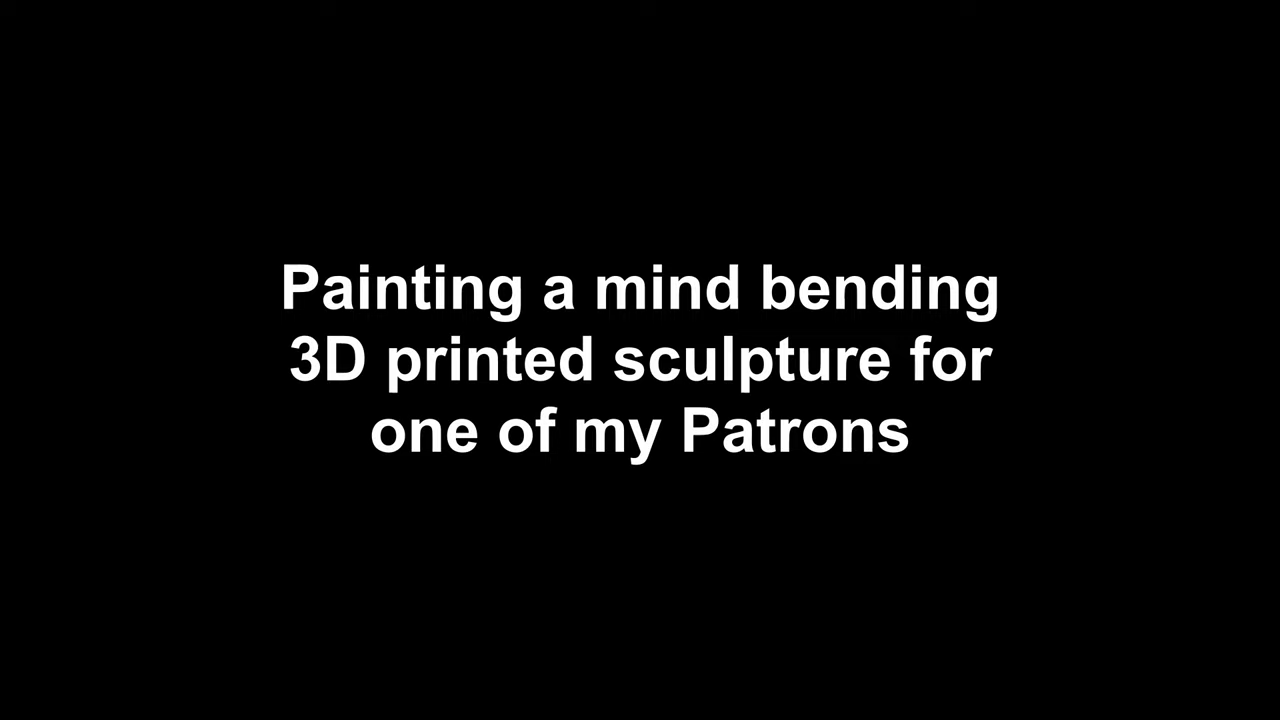 Painting a mind bending
3D printed sculpture for
one of my Patrons